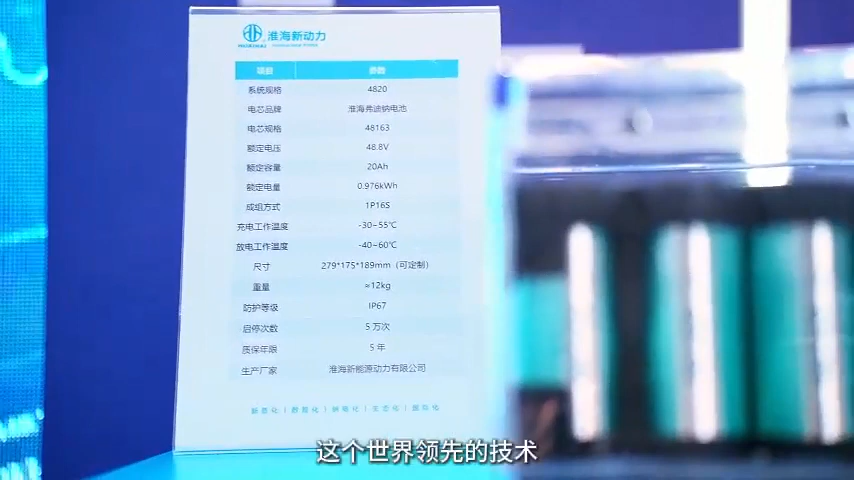 淮海新动力
项目 参数
系统规格 4820
电芯品牌 淮海弗迪钠电池
电芯规格 48163
额定电压 48.8V
额定容量 20Ah
额定电量 0.976kWh
成组方式 1P16S
充电工作温度 -30~55℃
放电工作温度 -40~60℃
尺寸 279*175*189mm（可定制）
重量 ≈12kg
防护等级 IP67
启停次数 5万次
质保年限 5年
生产厂家 淮海新能源动力有限公司
这个世界领先的技术